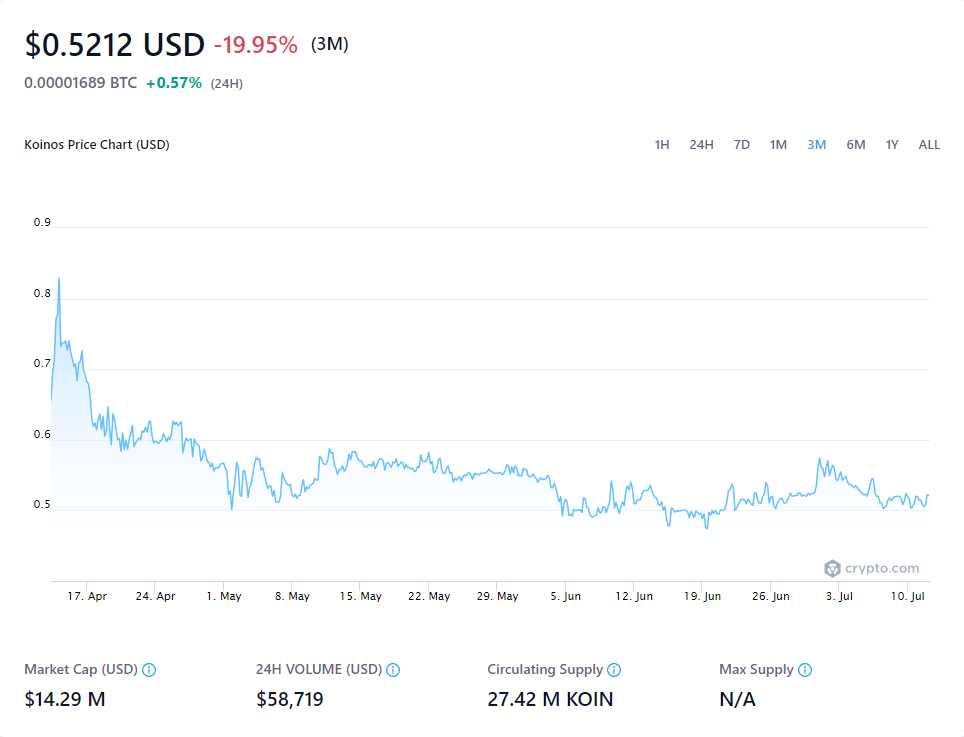 $0.5212 USD -19.95% (3M)
0.00001689 BTC +0.57% (24H)
Koinos Price Chart (USD)
1H 24H 7D 1M 3M 6M 1Y ALL
0.9
0.8
0.7
0.6
0.5
crypto.com
17. Apr 24. Apr 1. May 8. May 15. May 22. May 29. May 5. Jun 12. Jun 19. Jun 26. Jun 3. Jul 10. Jul
Market Cap (USD) 24H VOLUME (USD) Circulating Supply Max Supply
$14.29 M $58,719 27.42 M KOIN N/A